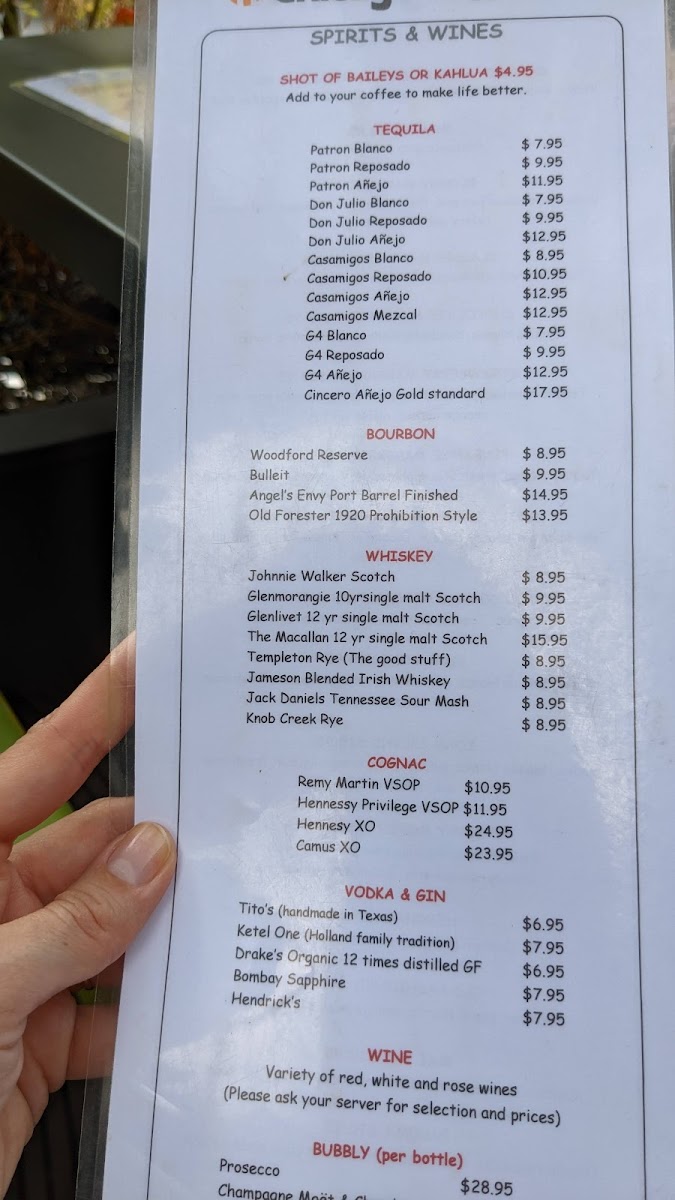 SPIRITS & WINES
SHOT OF BAILEYS OR KAHLUA $4.95
Add to your coffee to make life better.
TEQUILA
Patron Blanco $ 7.95
Patron Reposado $ 9.95
Patron Añejo $11.95
Don Julio Blanco $ 7.95
Don Julio Reposado $ 9.95
Don Julio Añejo $12.95
Casamigos Blanco $ 8.95
Casamigos Reposado $10.95
Casamigos Añejo $12.95
Casamigos Mezcal $12.95
G4 Blanco $ 7.95
G4 Reposado $ 9.95
G4 Añejo $12.95
Cincero Añejo Gold standard $17.95
BOURBON
Woodford Reserve $ 8.95
Bulleit $ 9.95
Angel's Envy Port Barrel Finished $14.95
Old Forester 1920 Prohibition Style $13.95
WHISKEY
Johnnie Walker Scotch $ 8.95
Glenmorangie 10yrsingle malt Scotch $ 9.95
Glenlivet 12 yr single malt Scotch $ 9.95
The Macallan 12 yr single malt Scotch $15.95
Templeton Rye (The good stuff) $ 8.95
Jameson Blended Irish Whiskey $ 8.95
Jack Daniels Tennessee Sour Mash $ 8.95
Knob Creek Rye $ 8.95
COGNAC
Remy Martin VSOP $10.95
Hennessy Privilege VSOP $11.95
Hennesy XO $24.95
Camus XO $23.95
VODKA & GIN
Tito's (handmade in Texas) $6.95
Ketel One (Holland family tradition) $7.95
Drake's Organic 12 times distilled GF $6.95
Bombay Sapphire $7.95
Hendrick's $7.95
WINE
Variety of red, white and rose wines
(Please ask your server for selection and prices)
BUBBLY (per bottle)
Prosecco $28.95
Champagne Moët &